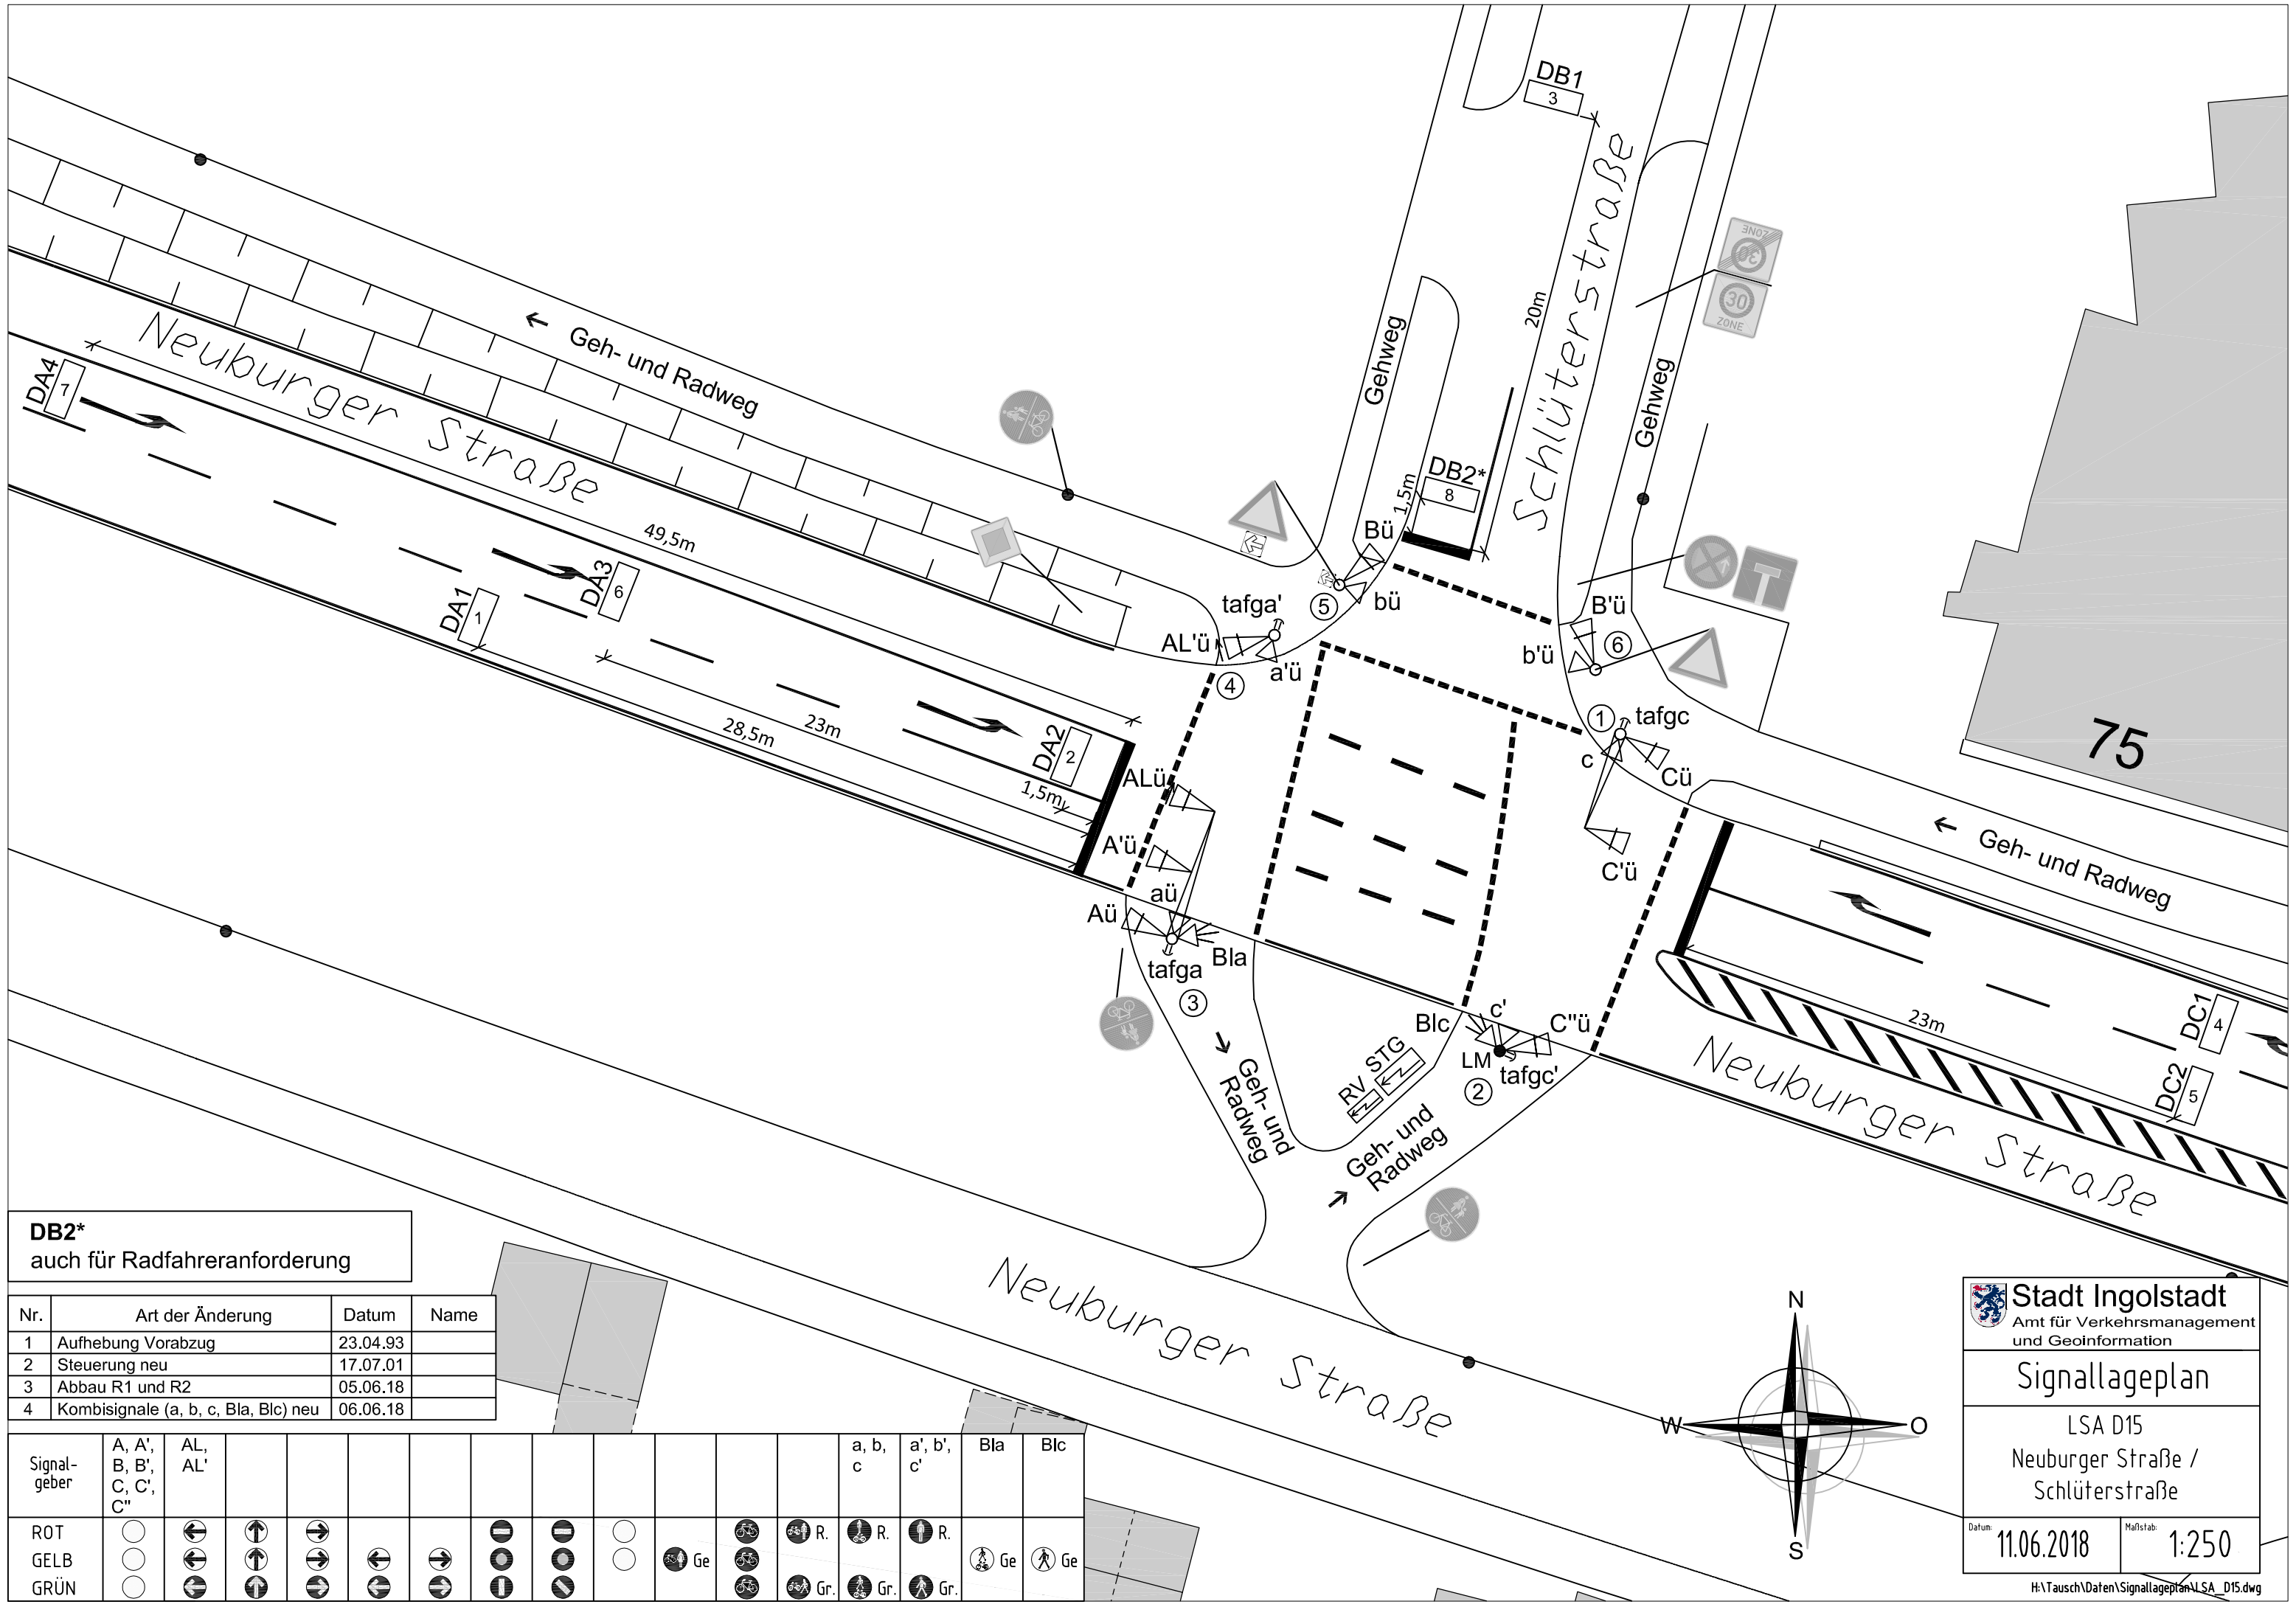 DB1
3
Schlüterstraße
20m
ZONE
30
30
ZONE
Neuburger Straße
Geh- und Radweg
Gehweg
Gehweg
DA4
7
49,5m
DA1
1
DA3
6
DB2*
8
1,5m
Bü
bü
5
tafga'
AL'ü
a'ü
4
B'ü
b'ü
6
1
tafgc
c
Cü
C'ü
75
23m
28,5m
DA2
2
1,5m
ALü
A'ü
aü
Aü
Bla
tafga
3
Geh- und Radweg
23m
DC1
4
DC2
5
Neuburger Straße
Blc
c'
C''ü
LM
tafgc'
2
RV
STG
Geh- und
Radweg
Geh- und
Radweg
Neuburger Straße
DB2*
auch für Radfahreranforderung
Nr. Art der Änderung Datum Name
1 Aufhebung Vorabzug 23.04.93
2 Steuerung neu 17.07.01
3 Abbau R1 und R2 05.06.18
4 Kombisignale (a, b, c, Bla, Blc) neu 06.06.18
Signal-
geber
A, A',
B, B',
C, C',
C''
AL,
AL'
a, b,
c
a', b',
c'
Bla
Blc
ROT R. R. R.
GELB Ge Ge Ge
GRÜN Gr. Gr. Gr.
N
W
O
S
Stadt Ingolstadt
Amt für Verkehrsmanagement
und Geoinformation
Signallageplan
LSA D15
Neuburger Straße /
Schlüterstraße
Datum: 11.06.2018
Maßstab: 1:250
H:\Tausch\Daten\Signallageplan\LSA_D15.dwg